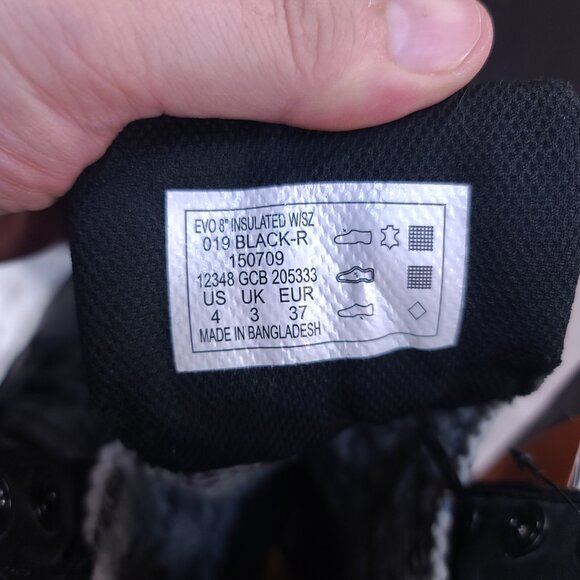 EVO 8" INSULATED W/SZ
019 BLACK-R
150709
12348 GCB 205333
US UK EUR
4 3 37
MADE IN BANGLADESH